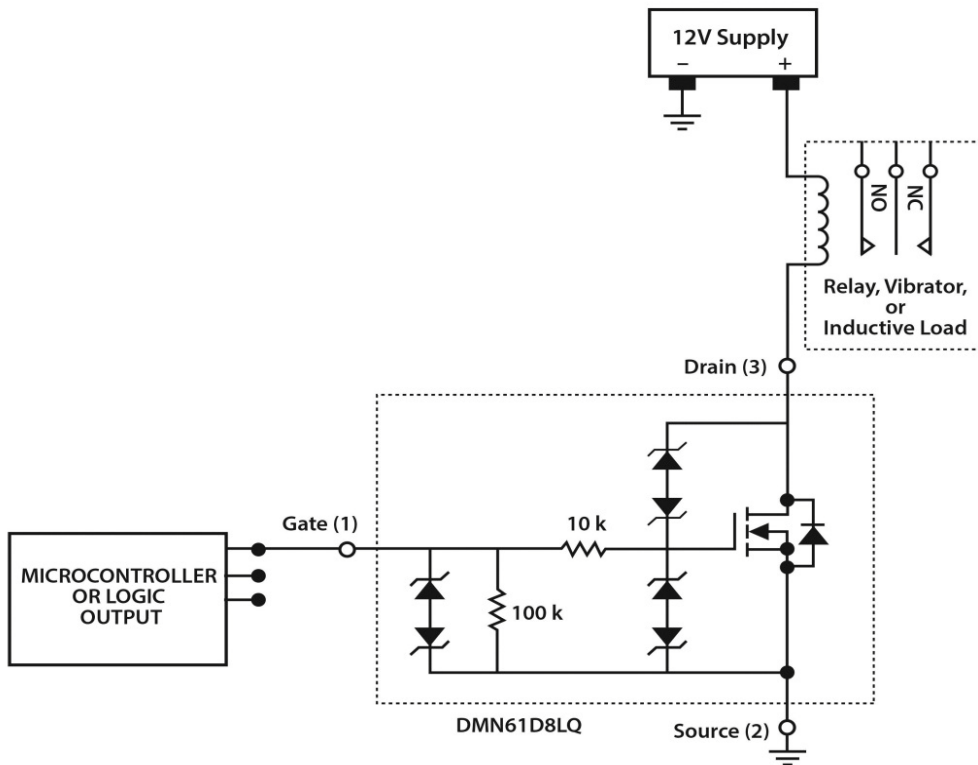 12V Supply
– +
NO
NC
Relay, Vibrator,
or
Inductive Load
Drain (3)
Gate (1)
10 k
MICROCONTROLLER
OR LOGIC
OUTPUT
100 k
DMN61D8LQ
Source (2)